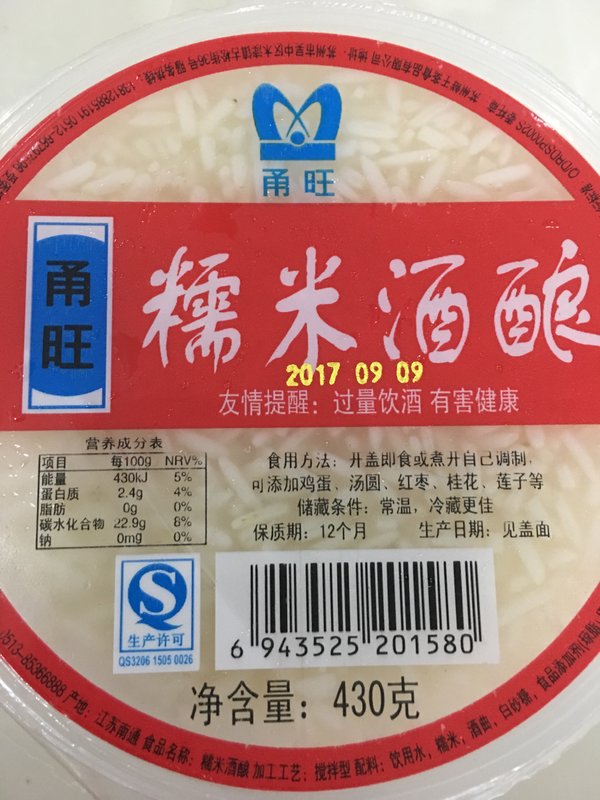 甬旺
甬旺
糯米酒酿
2017 09 09
友情提醒：过量饮酒 有害健康
营养成分表
项目 每100g NRV%
能量 430kJ 5%
蛋白质 2.4g 4%
脂肪 0g 0%
碳水化合物 22.9g 8%
钠 0mg 0%
食用方法：开盖即食或煮开自己调制,
可添加鸡蛋、汤圆、红枣、桂花、莲子等
储藏条件：常温，冷藏更佳
保质期：12个月 生产日期：见盖面
生产许可
QS3206 1505 0026
6 943525 201580
净含量：430克
0513-85366888 产地：江苏南通 食品名称：糯米酒酿 加工工艺：搅拌型 配料：饮用水，糯米，酒曲，白砂糖，食品添加剂